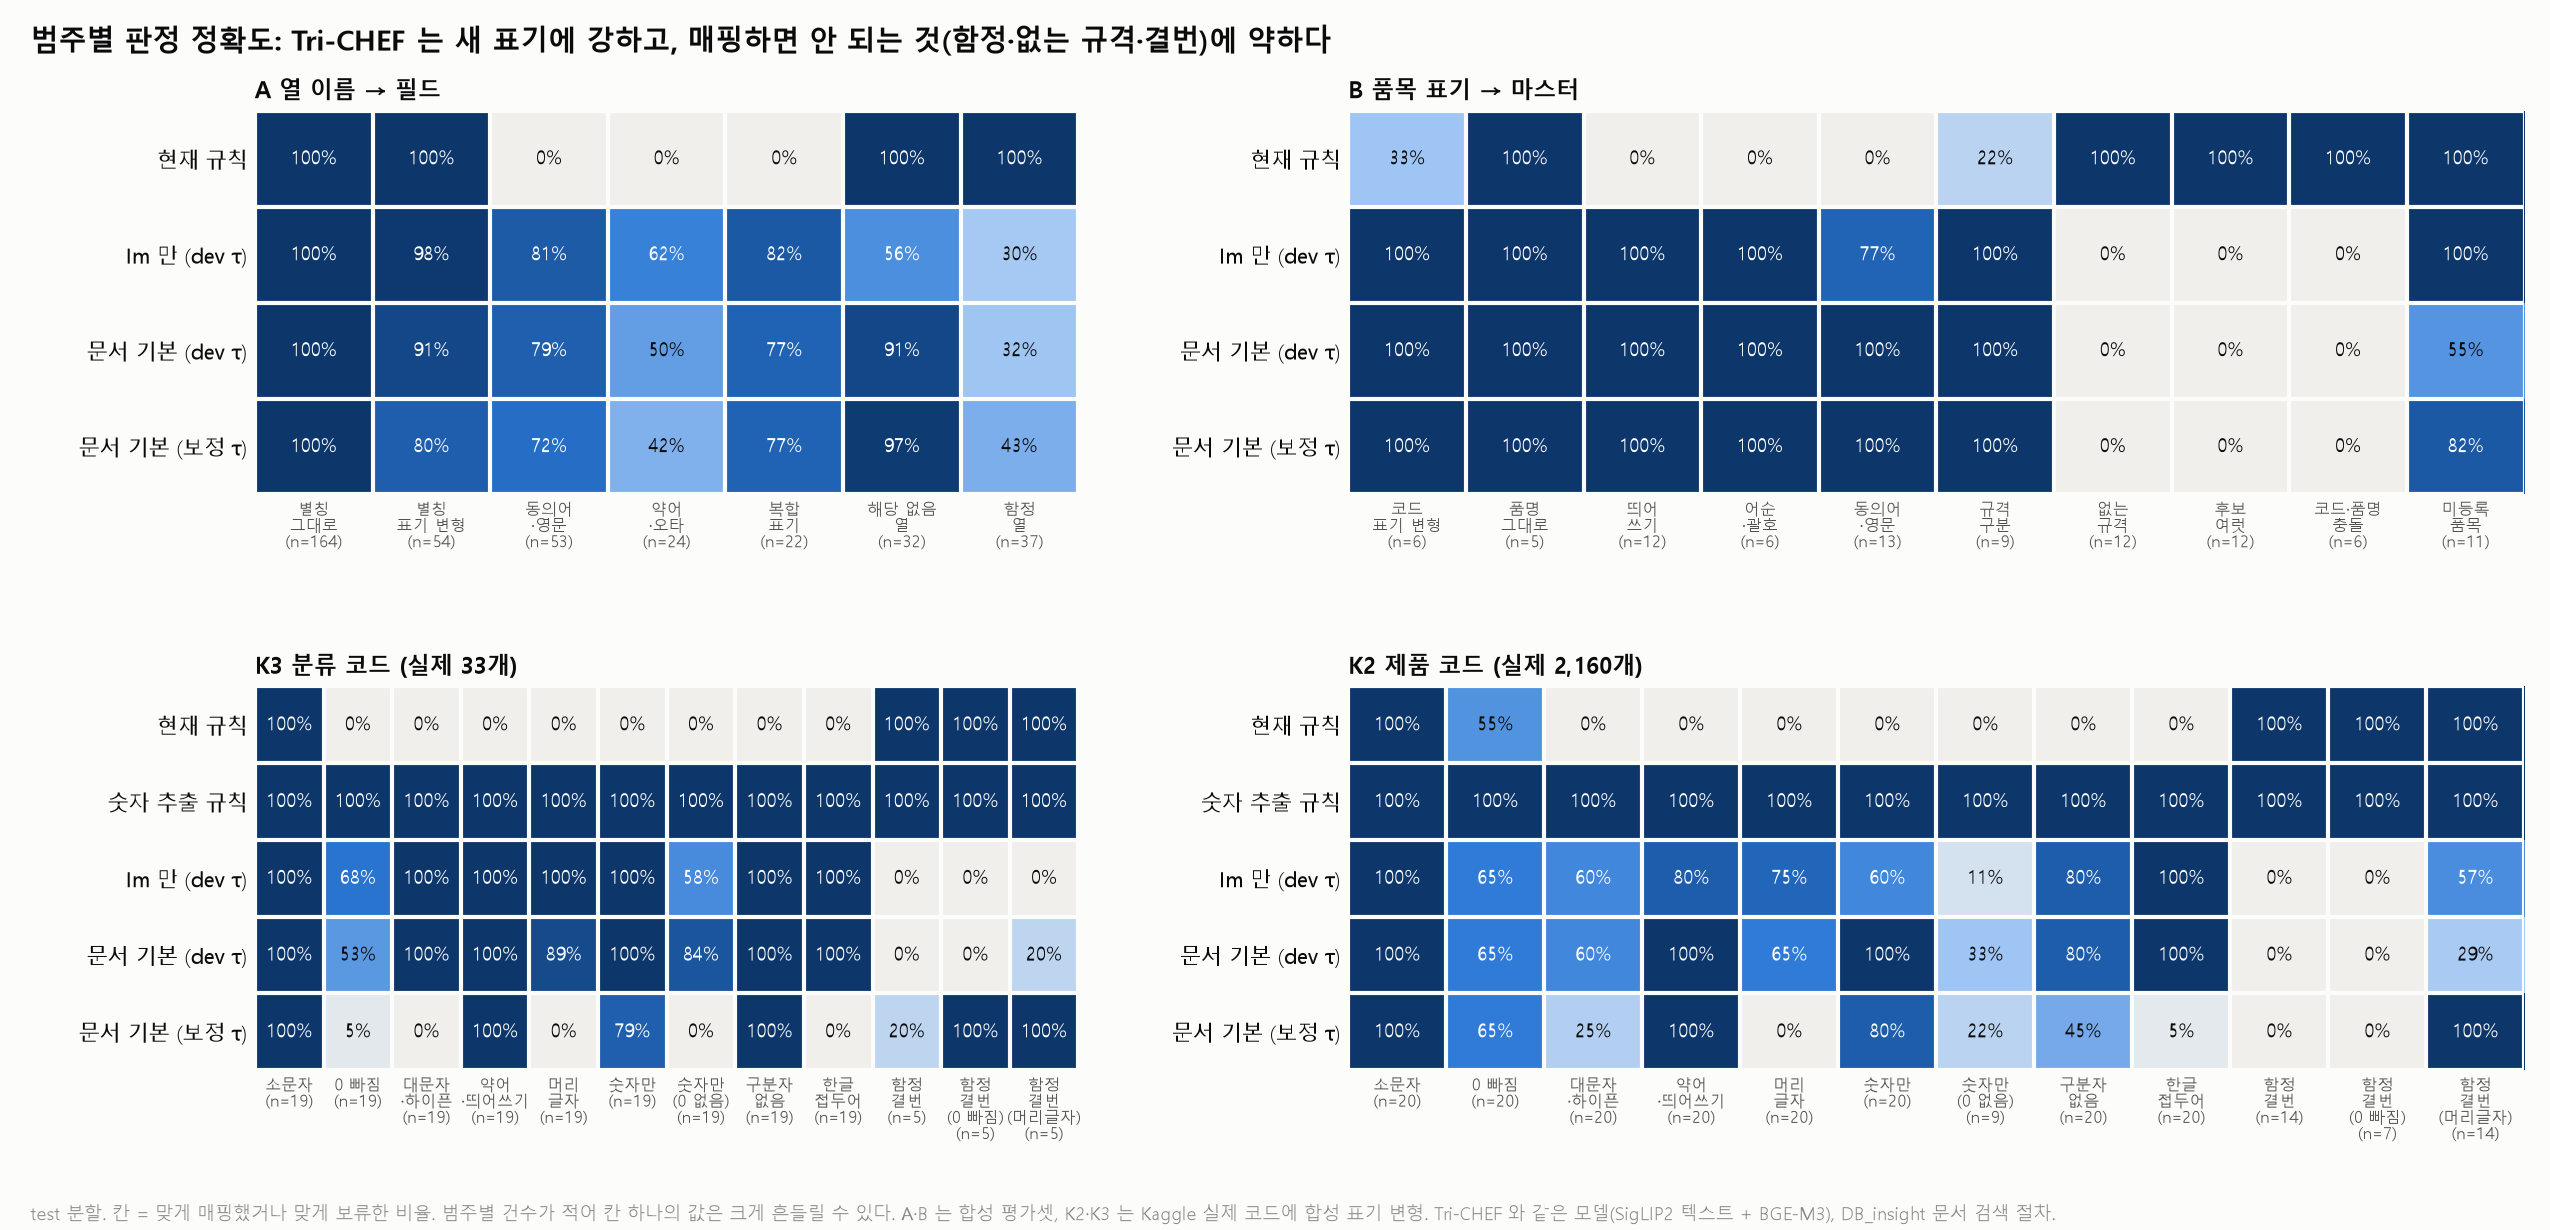 범주별 판정 정확도: Tri-CHEF 는 새 표기에 강하고, 매핑하면 안 되는 것(함정·없는 규격·결번)에 약하다
A 열 이름 → 필드
현재 규칙 100% 100% 0% 0% 0% 100% 100%
Im 만 (dev τ) 100% 98% 81% 62% 82% 56% 30%
문서 기본 (dev τ) 100% 91% 79% 50% 77% 91% 32%
문서 기본 (보정 τ) 100% 80% 72% 42% 77% 97% 43%
별칭 별칭 동의어 약어 복합 해당 없음 함정
그대로 표기 변형 ·영문 ·오타 표기 열 열
(n=164) (n=54) (n=53) (n=24) (n=22) (n=32) (n=37)
B 품목 표기 → 마스터
현재 규칙 33% 100% 0% 0% 0% 22% 100% 100% 100% 100%
Im 만 (dev τ) 100% 100% 100% 100% 77% 100% 0% 0% 0% 100%
문서 기본 (dev τ) 100% 100% 100% 100% 100% 100% 0% 0% 0% 55%
문서 기본 (보정 τ) 100% 100% 100% 100% 100% 100% 0% 0% 0% 82%
코드 품명 띄어 어순 동의어 규격 없는 후보 코드·품명 미등록
표기 변형 그대로 쓰기 ·괄호 ·영문 구분 규격 여럿 충돌 품목
(n=6) (n=5) (n=12) (n=6) (n=13) (n=9) (n=12) (n=12) (n=6) (n=11)
K3 분류 코드 (실제 33개)
현재 규칙 100% 0% 0% 0% 0% 0% 0% 0% 0% 100% 100% 100%
숫자 추출 규칙 100% 100% 100% 100% 100% 100% 100% 100% 100% 100% 100% 100%
Im 만 (dev τ) 100% 68% 100% 100% 100% 100% 58% 100% 100% 0% 0% 0%
문서 기본 (dev τ) 100% 53% 100% 100% 89% 100% 84% 100% 100% 0% 0% 20%
문서 기본 (보정 τ) 100% 5% 0% 100% 0% 79% 0% 100% 0% 20% 100% 100%
소문자 0 빠짐 대문자 약어 머리 숫자만 숫자만 구분자 한글 함정 함정 함정
(n=19) (n=19) ·하이픈 ·띄어쓰기 글자 (n=19) (0 없음) 없음 접두어 결번 결번 결번
(n=19) (n=19) (n=19) (n=19) (n=19) (n=19) (n=5) (0 빠짐) (머리글자)
(n=5) (n=5)
K2 제품 코드 (실제 2,160개)
현재 규칙 100% 55% 0% 0% 0% 0% 0% 0% 0% 100% 100% 100%
숫자 추출 규칙 100% 100% 100% 100% 100% 100% 100% 100% 100% 100% 100% 100%
Im 만 (dev τ) 100% 65% 60% 80% 75% 60% 11% 80% 100% 0% 0% 57%
문서 기본 (dev τ) 100% 65% 60% 100% 65% 100% 33% 80% 100% 0% 0% 29%
문서 기본 (보정 τ) 100% 65% 25% 100% 0% 80% 22% 45% 5% 0% 0% 100%
소문자 0 빠짐 대문자 약어 머리 숫자만 숫자만 구분자 한글 함정 함정 함정
(n=20) (n=20) ·하이픈 ·띄어쓰기 글자 (n=20) (0 없음) 없음 접두어 결번 결번 결번
(n=20) (n=20) (n=20) (n=9) (n=20) (n=20) (n=14) (0 빠짐) (머리글자)
(n=7) (n=14)
test 분할. 칸 = 맞게 매핑했거나 맞게 보류한 비율. 범주별 건수가 적어 칸 하나의 값은 크게 흔들릴 수 있다. A·B 는 합성 평가셋, K2·K3 는 Kaggle 실제 코드에 합성 표기 변형. Tri-CHEF 와 같은 모델(SigLIP2 텍스트 + BGE-M3), DB_insight 문서 검색 절차.